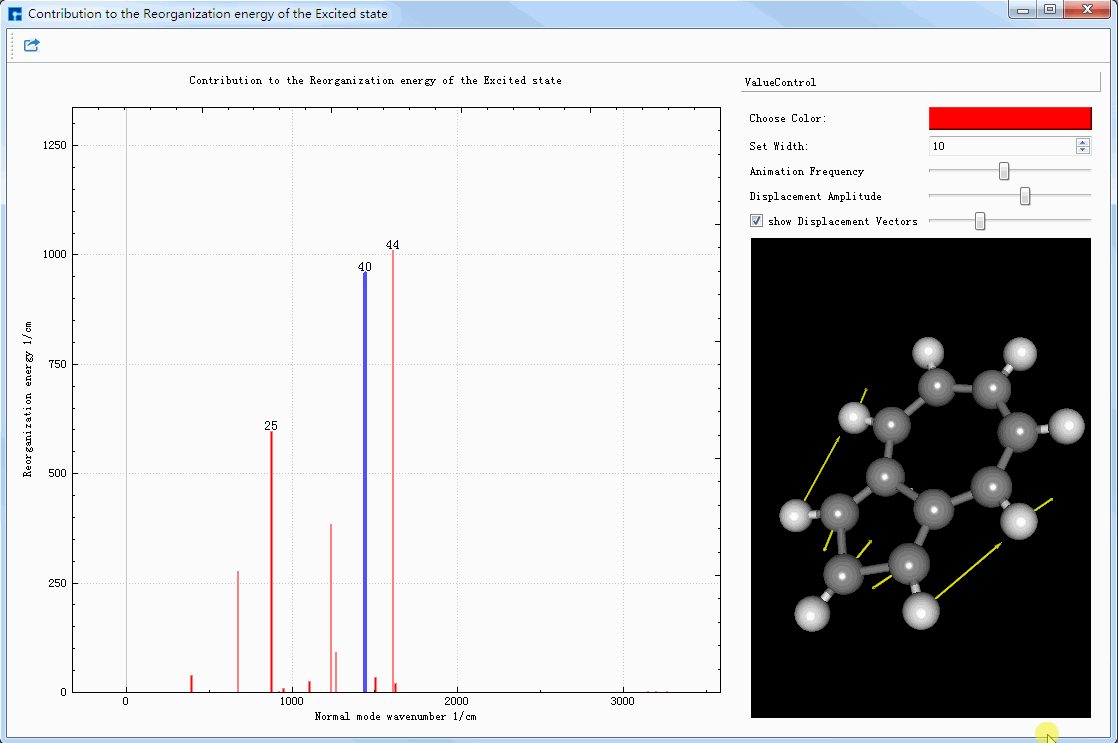 Contribution to the Reorganization energy of the Excited state
Contribution to the Reorganization energy of the Excited state
1250
1000
750
500
250
0
Reorganization energy 1/cm
25
40
44
0
1000
2000
3000
Normal mode wavenumber 1/cm
ValueControl
Choose Color:
Set Width:
10
Animation Frequency
Displacement Amplitude
show Displacement Vectors